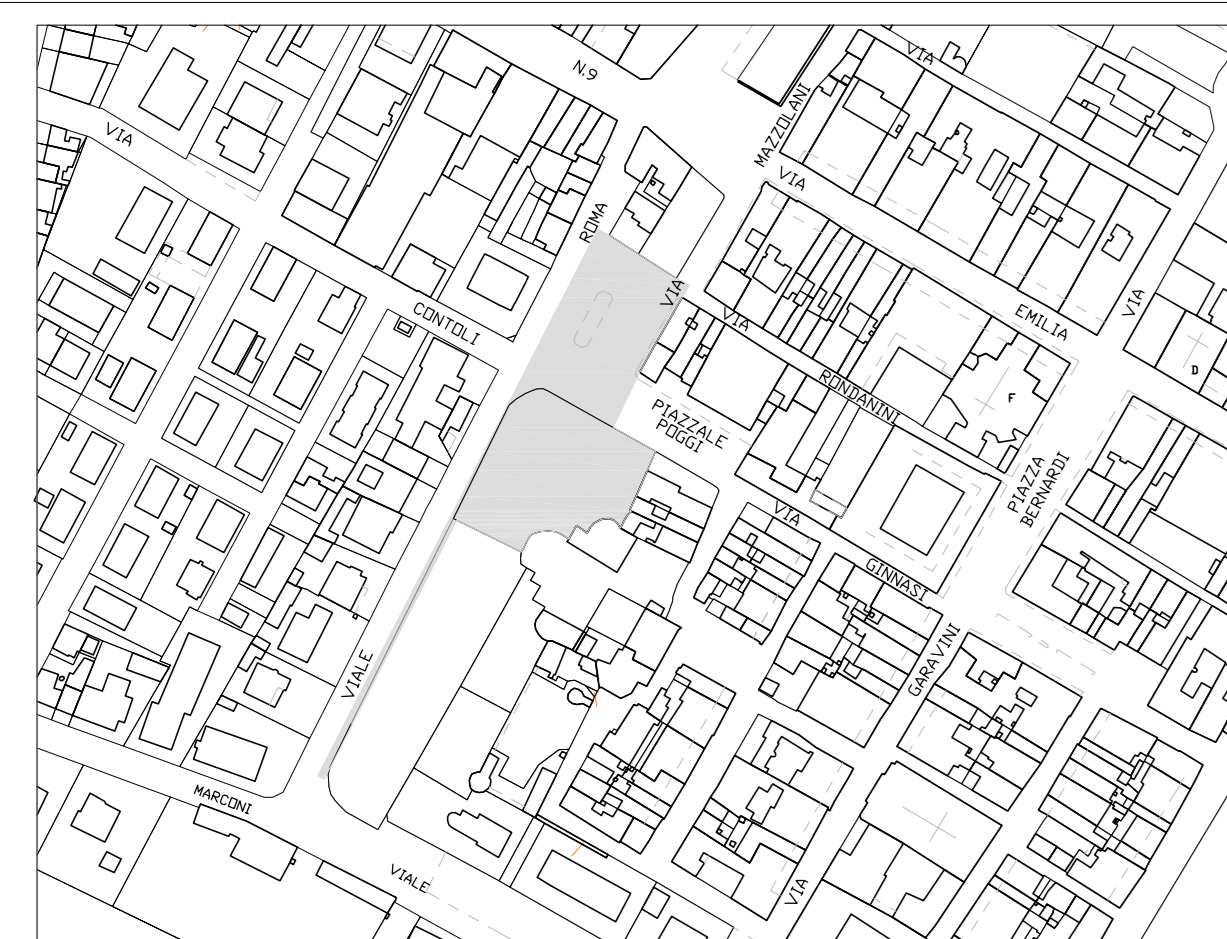 VIA
N.9
MAZZOLANI
VIA
VIA
ROMA
VIA
CONTOLI
VIA
EMILIA
VIA
D
RONDANINI
F
PIAZZALE
POGGI
PIAZZA
BERNARDI
VIA
GINNASI
GARAVINI
VIALE
MARCONI
VIALE
VIA